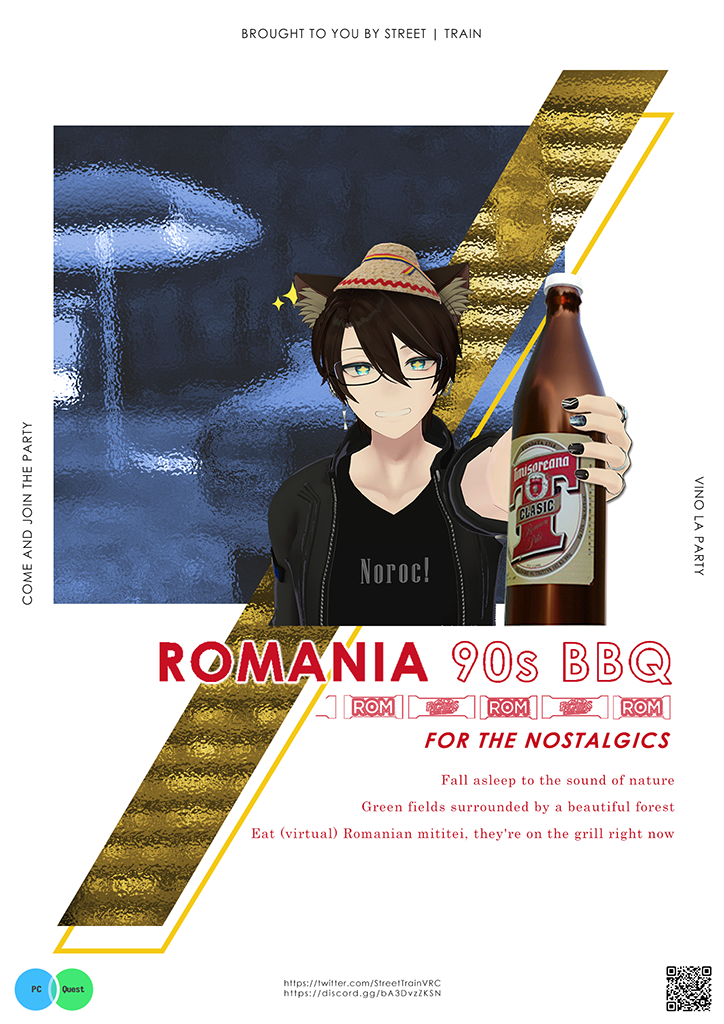 BROUGHT TO YOU BY STREET | TRAIN
COME AND JOIN THE PARTY
VINO LA PARTY
Noroc!
Timisoreana
CLASIC
ROMANIA 90s BBQ
ROM
ROM
ROM
FOR THE NOSTALGICS
Fall asleep to the sound of nature
Green fields surrounded by a beautiful forest
Eat (virtual) Romanian mititei, they're on the grill right now
PC
Quest
https://twitter.com/StreetTrainVRC
https://discord.gg/bA3DvzZKSN